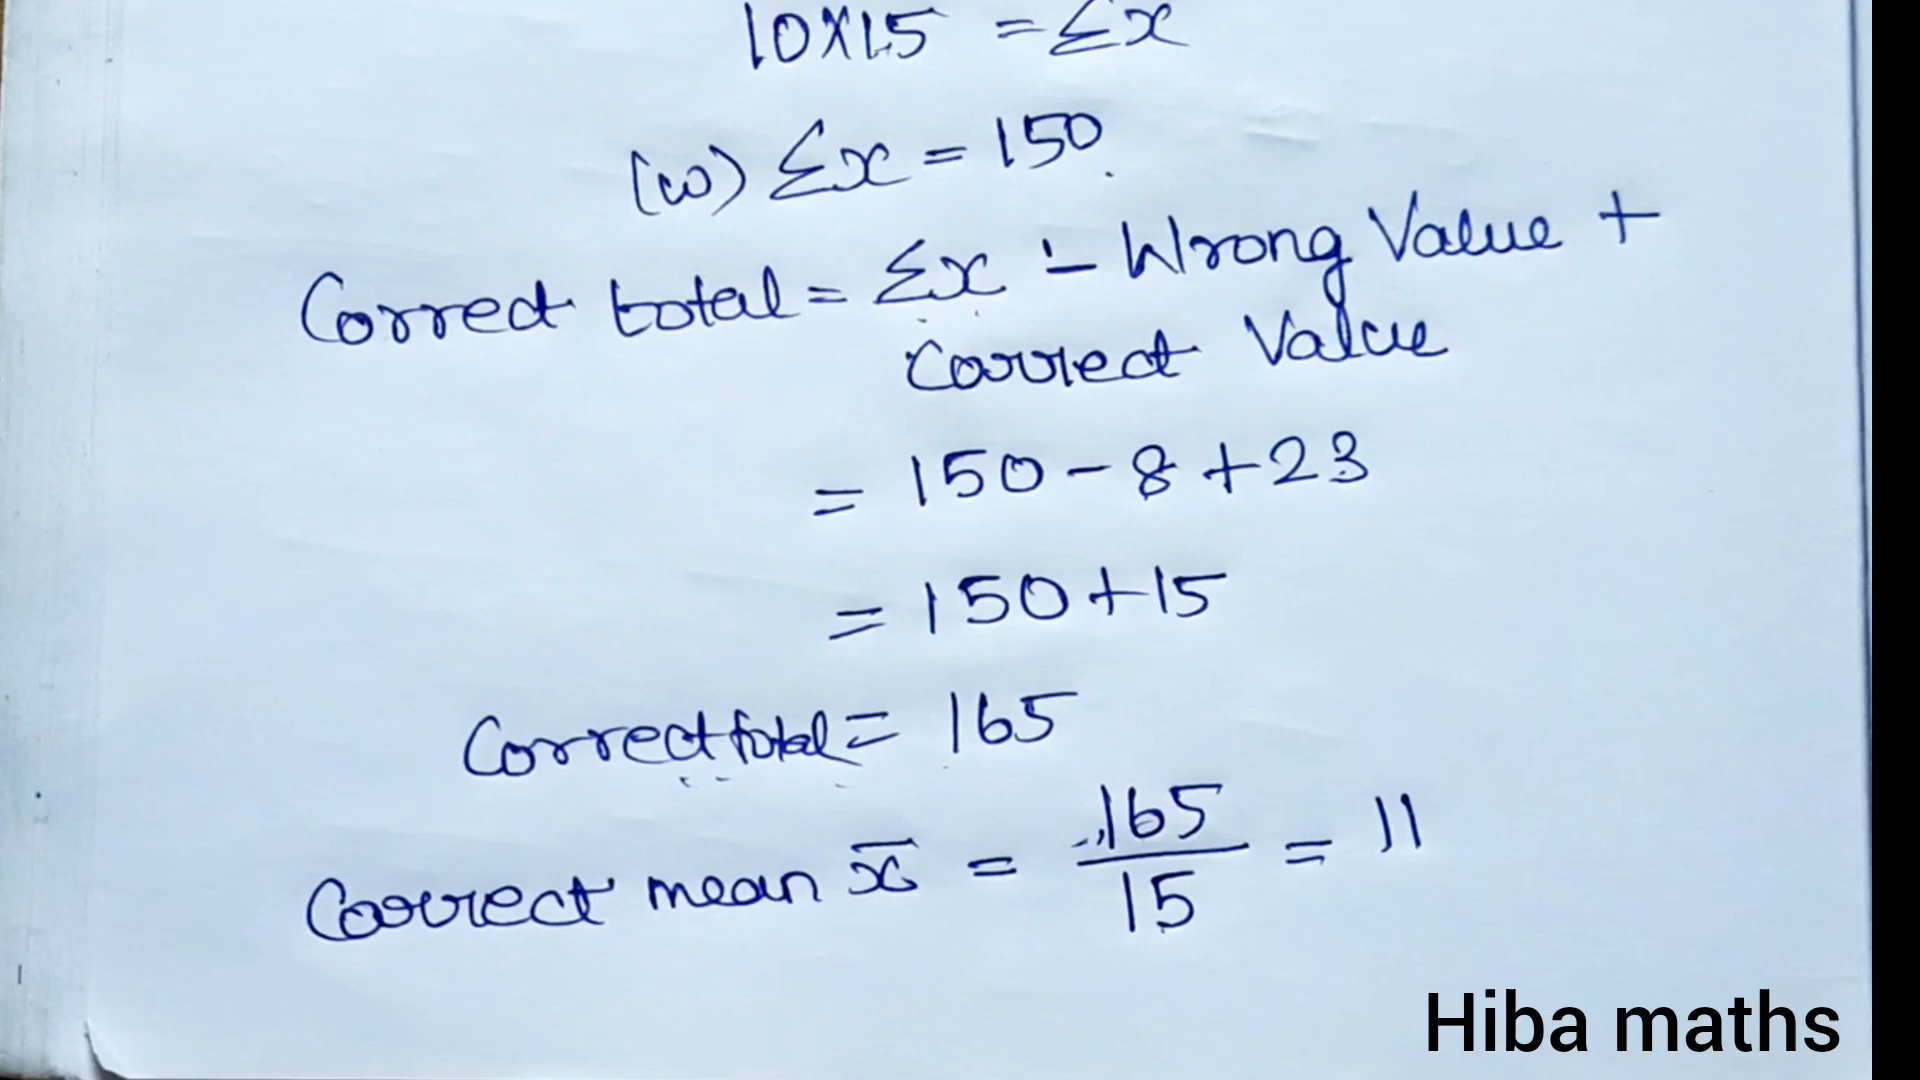 10×15 = Σx
(ω) Σx = 150.
Correct total = Σx - Wrong Value +
Correct Value
= 150 - 8 + 23
= 150 + 15
Correct total = 165
Correct mean x̄ = 165/15 = 11
Hiba maths